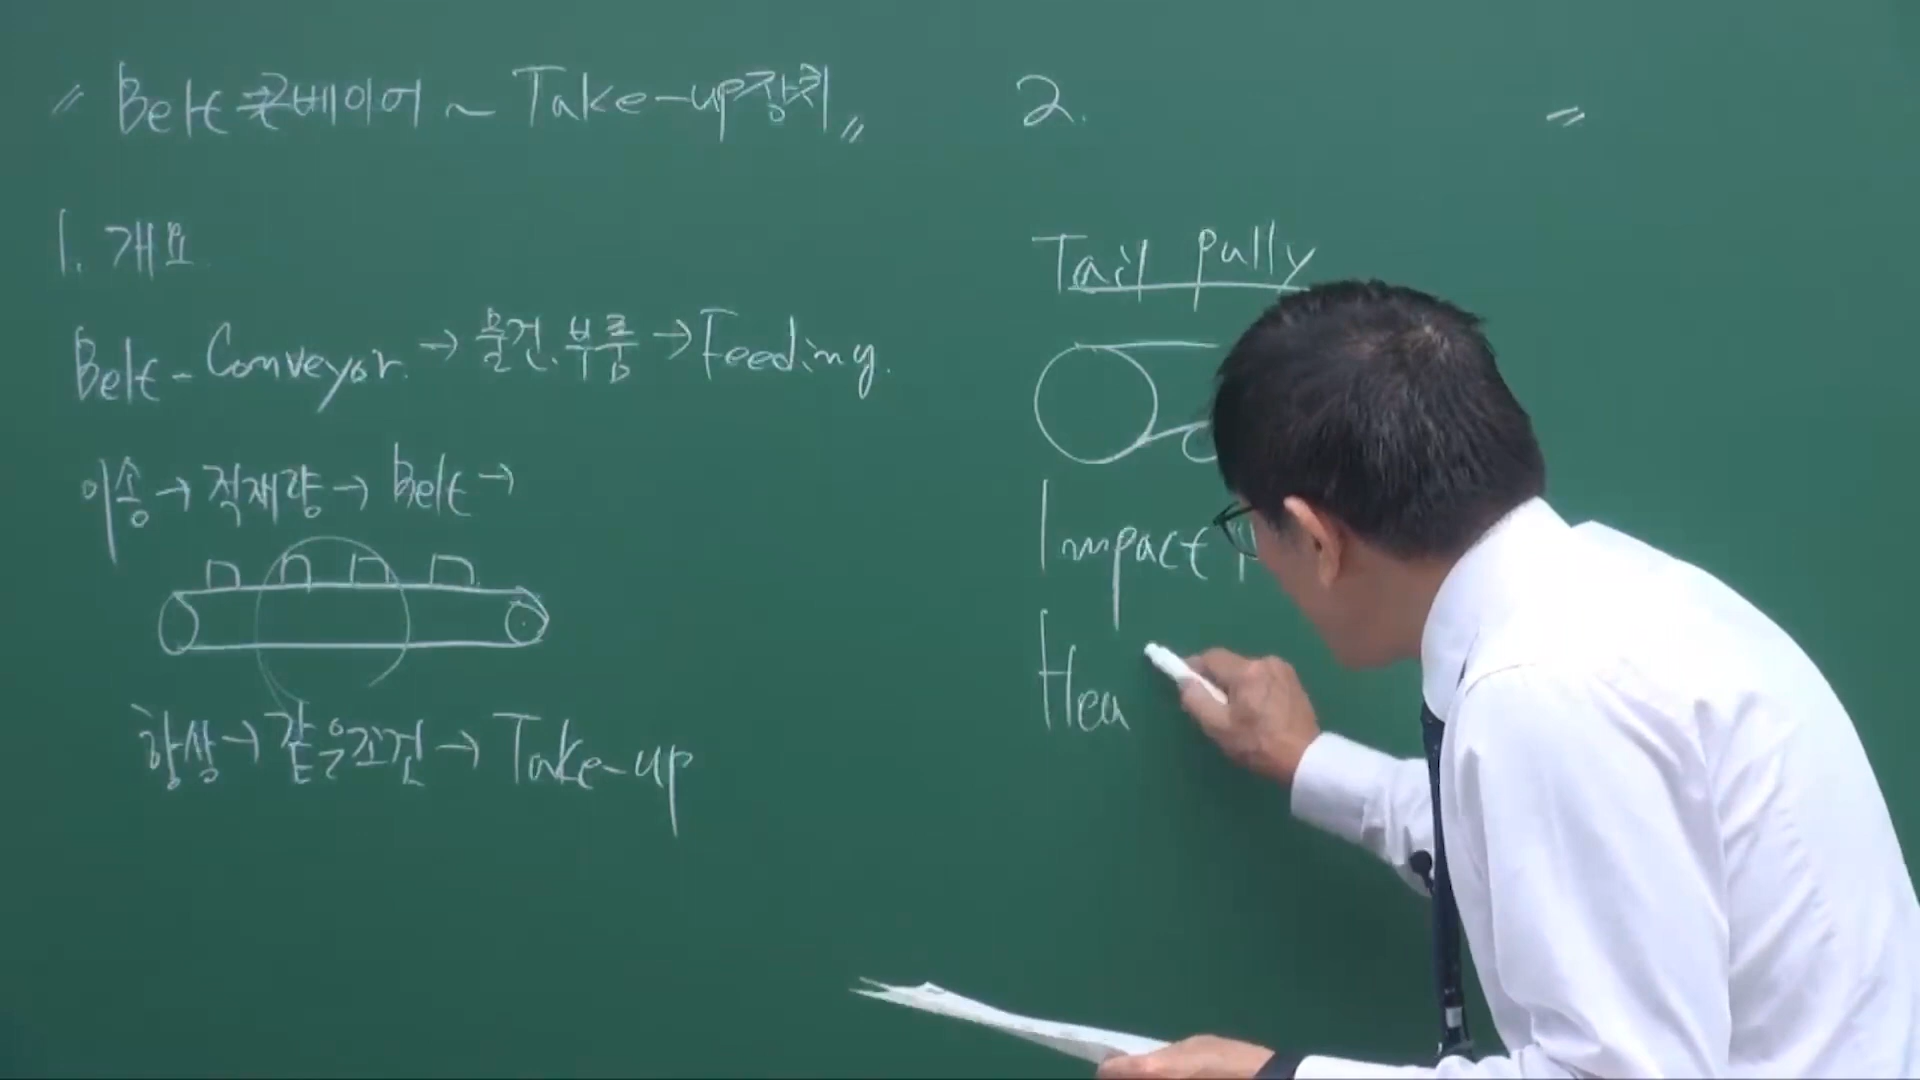 〃 Belt 콘베이어 ~ Take-up장치 〃
1. 개요
Belt-Conveyor. → 물건.부품 → Feeding.
이송 → 적재량 → Belt →
항상 → 같은조건 → Take-up
2. 〃
Tail pully
Impact
Hea